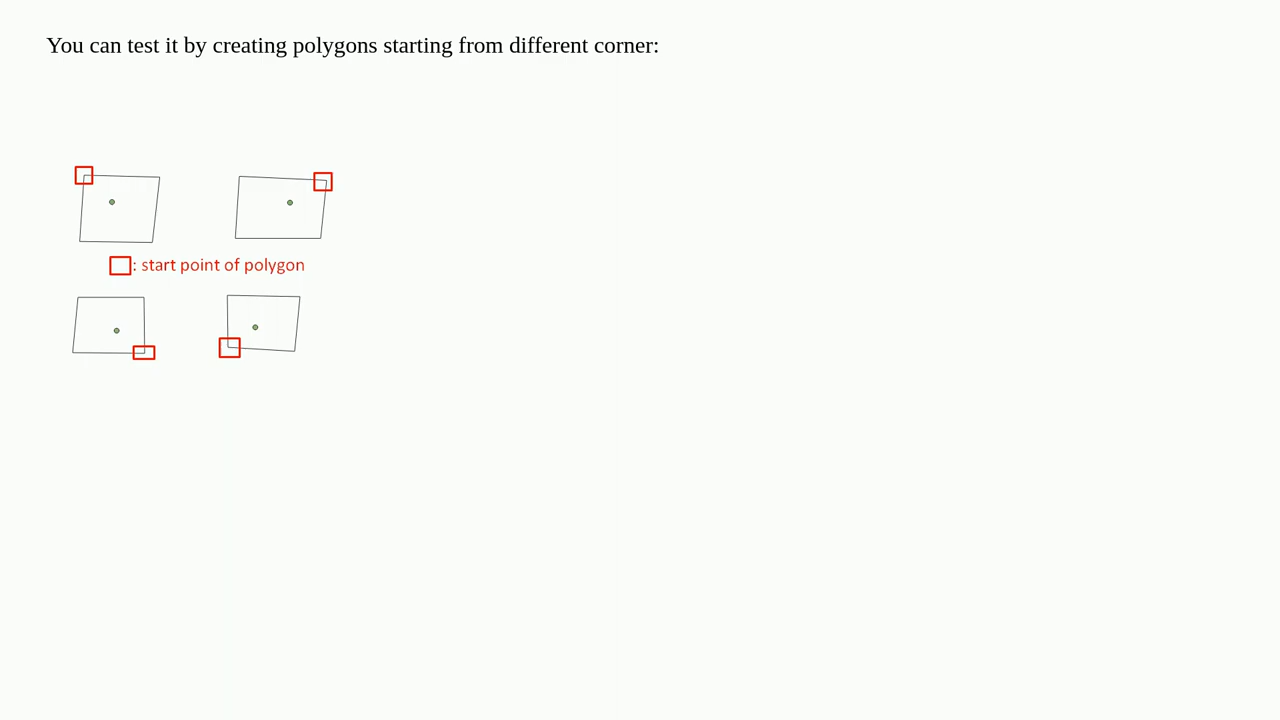 You can test it by creating polygons starting from different corner:
: start point of polygon